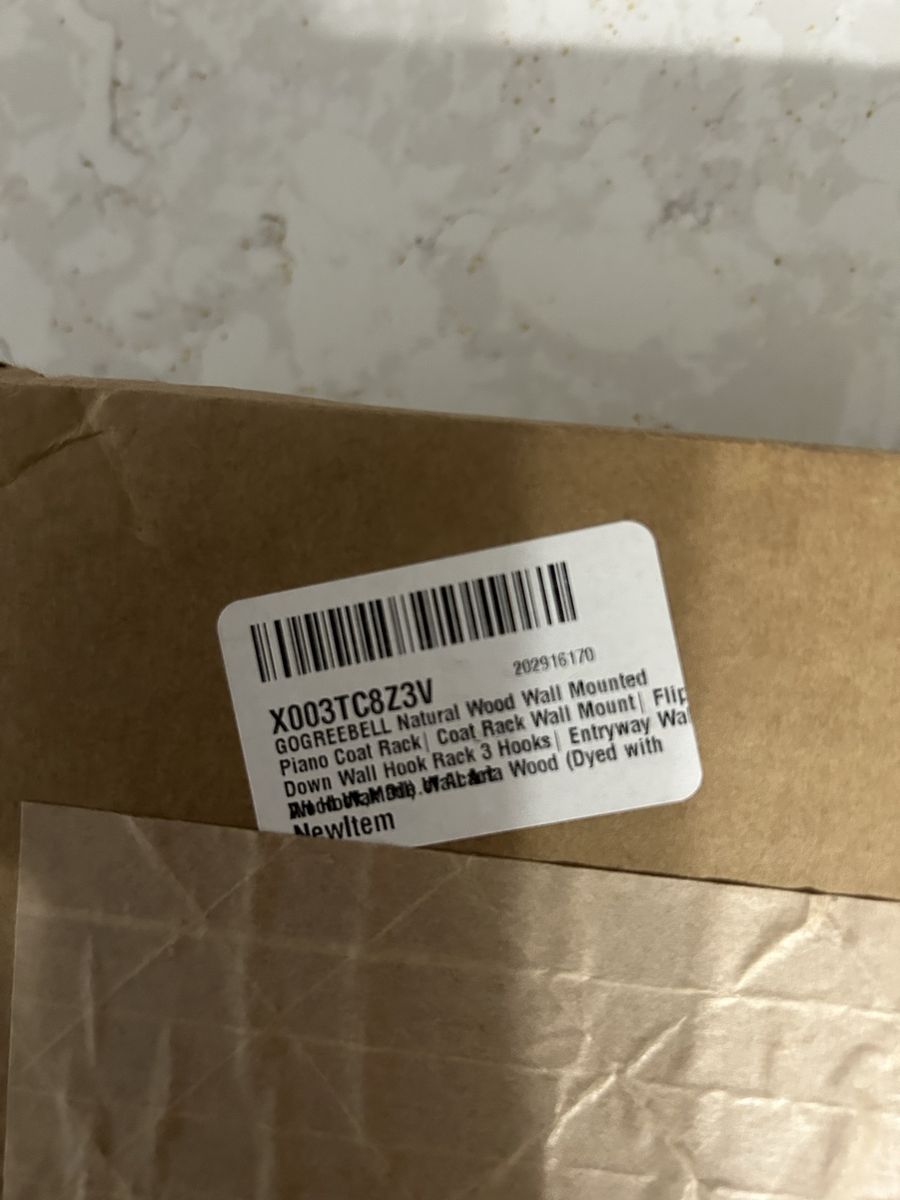 202916170
X003TC8Z3V
GOGREEBELL Natural Wood Wall Mounted
Piano Coat Rack| Coat Rack Wall Mount| Flip
Down Wall Hook Rack 3 Hooks| Entryway Wal
Wood (Dyed with
NewItem